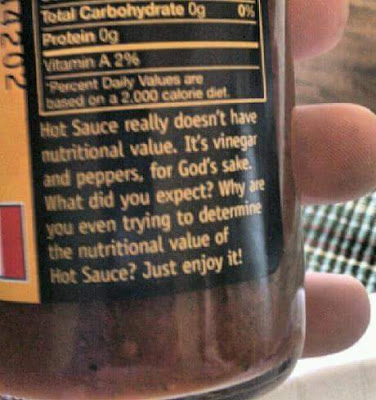 Total Carbohydrate 0g 0%
Protein 0g
Vitamin A 2%
*Percent Daily Values are
based on a 2,000 calorie diet.
Hot Sauce really doesn't have
nutritional value. It's vinegar
and peppers, for God's sake.
What did you expect? Why are
you even trying to determine
the nutritional value of
Hot Sauce? Just enjoy it!
14202